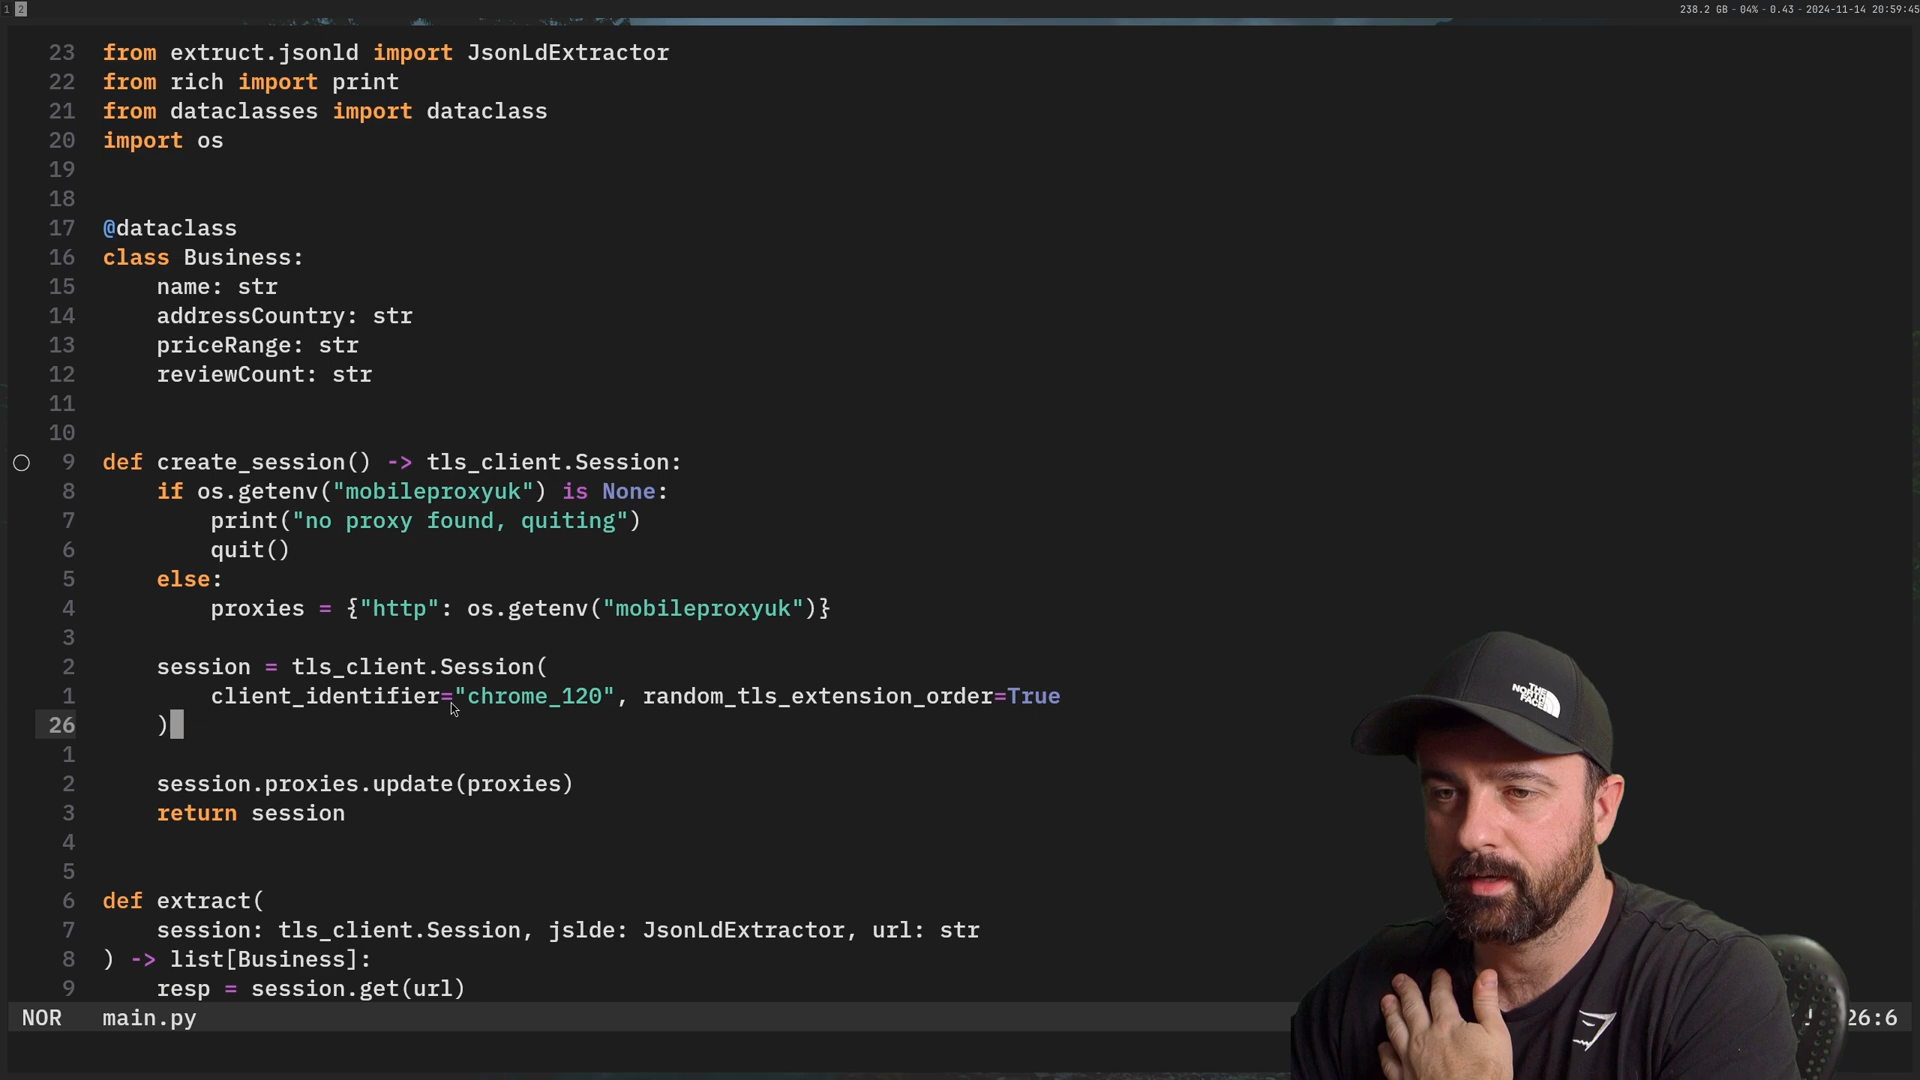 1 2
238.2 GB - 04% - 0.43 - 2024-11-14 20:59:45
23 from extruct.jsonld import JsonLdExtractor
22 from rich import print
21 from dataclasses import dataclass
20 import os
19
18
17 @dataclass
16 class Business:
15 name: str
14 addressCountry: str
13 priceRange: str
12 reviewCount: str
11
10
9 def create_session() -> tls_client.Session:
8 if os.getenv("mobileproxyuk") is None:
7 print("no proxy found, quiting")
6 quit()
5 else:
4 proxies = {"http": os.getenv("mobileproxyuk")}
3
2 session = tls_client.Session(
1 client_identifier="chrome_120", random_tls_extension_order=True
26 )
1
2 session.proxies.update(proxies)
3 return session
4
5
6 def extract(
7 session: tls_client.Session, jslde: JsonLdExtractor, url: str
8 ) -> list[Business]:
9 resp = session.get(url)
NOR main.py
26:6
THE NORTH FACE